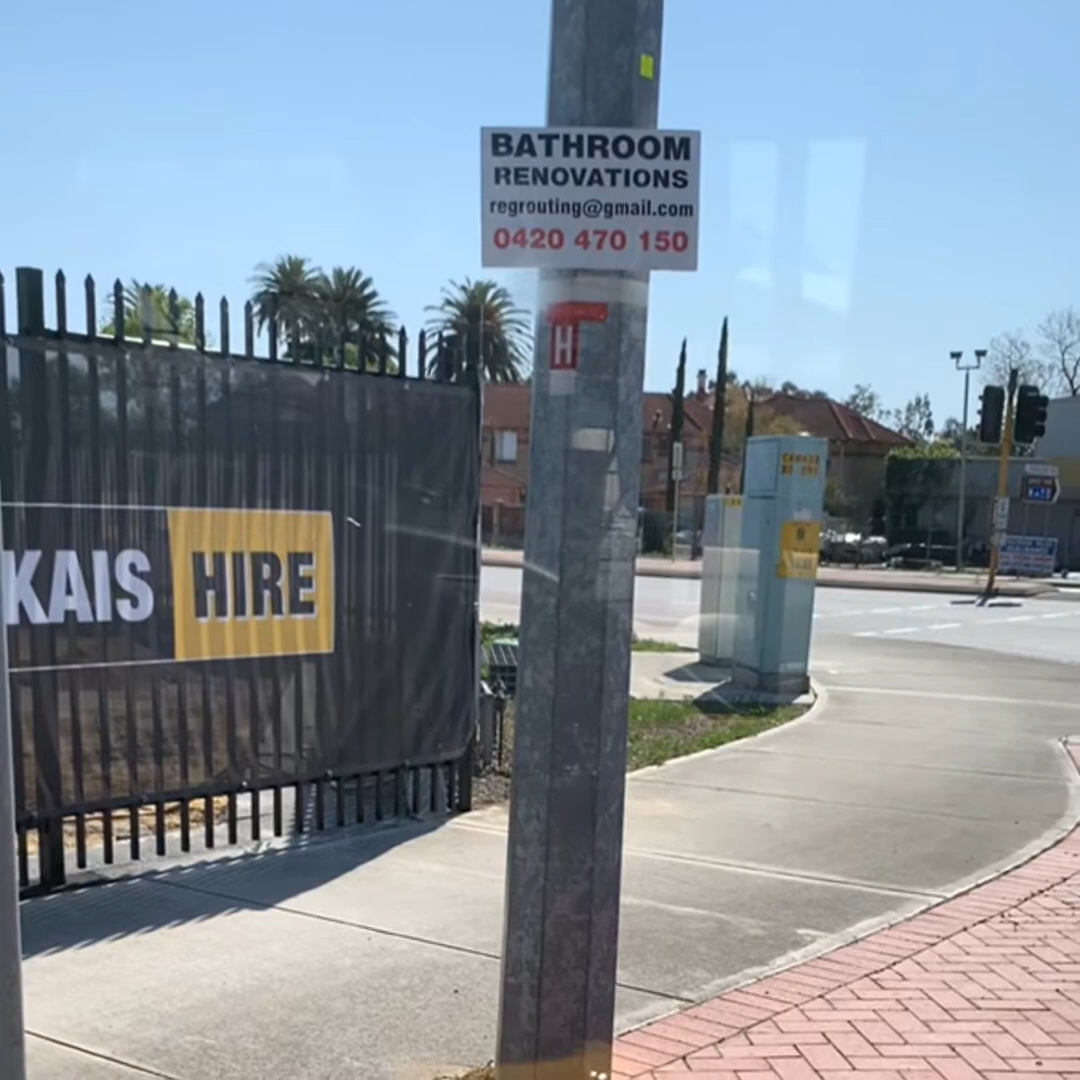 BATHROOM
RENOVATIONS
regrouting@gmail.com
0420 470 150
H
KAIS HIRE